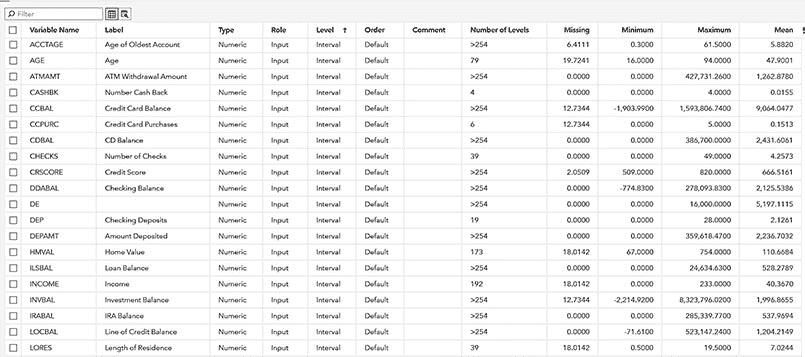 Filter
Variable Name Label Type Role Level ↑ Order Comment Number of Levels Missing Minimum Maximum Mean
ACCTAGE Age of Oldest Account Numeric Input Interval Default >254 6.4111 0.3000 61.5000 5.8820
AGE Age Numeric Input Interval Default 79 19.7241 16.0000 94.0000 47.9001
ATMAMT ATM Withdrawal Amount Numeric Input Interval Default >254 0.0000 0.0000 427,731.2600 1,262.8780
CASHBK Number Cash Back Numeric Input Interval Default 4 0.0000 0.0000 4.0000 0.0155
CCBAL Credit Card Balance Numeric Input Interval Default >254 12.7344 -1,903.9900 1,593,806.7400 9,064.0477
CCPURC Credit Card Purchases Numeric Input Interval Default 6 12.7344 0.0000 5.0000 0.1513
CDBAL CD Balance Numeric Input Interval Default >254 0.0000 0.0000 386,700.0000 2,431.6061
CHECKS Number of Checks Numeric Input Interval Default 39 0.0000 0.0000 49.0000 4.2573
CRSCORE Credit Score Numeric Input Interval Default >254 2.0509 509.0000 820.0000 666.5161
DDABAL Checking Balance Numeric Input Interval Default >254 0.0000 -774.8300 278,093.8300 2,125.5386
DE Numeric Input Interval Default >254 0.0000 0.0000 16,000.0000 5,197.1115
DEP Checking Deposits Numeric Input Interval Default 19 0.0000 0.0000 28.0000 2.1261
DEPAMT Amount Deposited Numeric Input Interval Default >254 0.0000 0.0000 359,618.4700 2,236.7032
HMVAL Home Value Numeric Input Interval Default 173 18.0142 67.0000 754.0000 110.6684
ILSBAL Loan Balance Numeric Input Interval Default >254 0.0000 0.0000 24,634.6300 528.2789
INCOME Income Numeric Input Interval Default 192 18.0142 0.0000 233.0000 40.3670
INVBAL Investment Balance Numeric Input Interval Default >254 12.7344 -2,214.9200 8,323,796.0200 1,996.8655
IRABAL IRA Balance Numeric Input Interval Default >254 0.0000 0.0000 285,339.7700 537.9694
LOCBAL Line of Credit Balance Numeric Input Interval Default >254 0.0000 -71.6100 523,147.2400 1,204.2149
LORES Length of Residence Numeric Input Interval Default 39 18.0142 0.5000 19.5000 7.0244